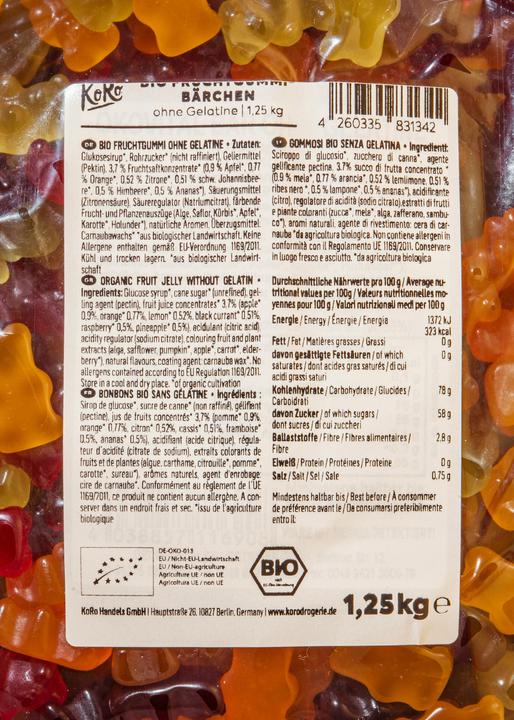 KoRo
BIO FRUCHTGUMMI
BÄRCHEN
ohne Gelatine | 1,25 kg
4 260335 831342
DE BIO FRUCHTGUMMI OHNE GELATINE • Zutaten:
Glukosesirup*, Rohrzucker* (nicht raffiniert), Geliermittel
(Pektin), 3,7 % Fruchtsaftkonzentrate* (0,9 % Apfel*, 0,77
% Orange*, 0,52 % Zitrone*, 0,51 % schw. Johannisbee-
re*, 0,5 % Himbeere*, 0,5 % Ananas*), Säuerungsmittel
(Zitronensäure), Säureregulator (Natriumcitrat), färbende
Frucht- und Pflanzenauszüge (Alge, Saflor, Kürbis*, Apfel*,
Karotte*, Holunder*), natürliche Aromen, Überzugsmittel:
Carnaubawachs* *aus biologischer Landwirtschaft. Keine
Allergene enthalten gemäß EU-Verordnung 1169/2011.
Kühl und trocken lagern. *aus biologischer Landwirt-
schaft
ORGANIC FRUIT JELLY WITHOUT GELATIN •
Ingredients: Glucose syrup*, cane sugar* (unrefined), gel-
ling agent (pectin), fruit juice concentrates* 3.7% (apple*
0.9%, orange* 0.77%, lemon* 0.52%, black currant* 0.51%,
raspberry* 0.5%, pineapple* 0.5%), acidulant (citric acid),
acidity regulator (sodium citrate), colouring fruit and plant
extracts (alga, safflower, pumpkin*, apple*, carrot*, elder-
berry*), natural flavours, coating agent: carnauba wax*. No
allergens contained according to EU Regulation 1169/2011.
Store in a cool and dry place. *of organic cultivation
FR BONBONS BIO SANS GÉLATINE • Ingrédients :
Sirop de glucose*, sucre de canne* (non raffiné), gélifiant
(pectine), jus de fruits concentrés* 3,7% (pomme* 0,9%,
orange* 0,77%, citron* 0,52%, cassis* 0,51%, framboise*
0,5%, ananas* 0,5%), acidifiant (acide citrique), régula-
teur d'acidité (citrate de sodium), extraits colorants de
fruits et de plantes (algue, carthame, citrouille*, pomme*,
carotte*, sureau*), arômes naturels, agent d'enrobage:
cire de carnauba*. Conformément au règlement de l'UE
1169/2011, ce produit ne contient aucun allergène. A con-
server dans un endroit frais et sec. *issu de l'agriculture
biologique
IT GOMMOSI BIO SENZA GELATINA • Ingredienti:
Sciroppo di glucosio*, zucchero di canna*, agente
gelificante pectina, 3,7% succo di frutta concentrato*
(0,9 % mela*, 0,77 % arancia*, 0,52 % lemlimone, 0,51 %
ribes nero*, 0,5 % lampone*, 0,5 % ananas*), acidificante
(citro), regolatore di acidità (sodio citrato), estratti di frutti
e piante coloranti (zucca*, mela*, alga, zafferano, sambu-
co*), aromi naturali, agente di rivestimento: cera di car-
nauba *da agricoltura biologica. Non contiene allergeni in
conformità con il Regolamento UE 1169/2011. Conservare
in luogo fresco e asciutto. *da agricoltura biologica
Durchschnittliche Nährwerte pro 100 g / Average nu-
tritional values per 100g / Valeurs nutritionnelles mo-
yennes pour 100 g / Valori nutrizionali medi per 100 g
Energie / Energy / Énergie / Energia 1372 kJ
323 kcal
Fett / Fat / Matières grasses / Grassi 0 g
davon gesättigte Fettsäuren / of which 0 g
saturates / dont acides gras saturés / di cui
acidi grassi saturi
Kohlenhydrate / Carbohydrate / Glucides / 78 g
Carboidrati
davon Zucker / of which sugars / 58 g
dont sucres / di cui zuccheri
Ballaststoffe / Fibre / Fibres alimentaires / 2.8 g
Fibre
Eiweiß / Protein / Protéines / Proteine 0 g
Salz / Salt / Sel / Sale 0,75 g
Mindestens haltbar bis / Best before / À consommer
de préférence avant le / Da consumarsi preferibilmente
entro il:
DE-ÖKO-013
EU / Nicht-EU-Landwirtschaft
EU / Non-EU-agriculture
Agriculture UE / non UE
Agricoltura UE / non UE
BIO
nach
EG-Öko-Verordnung
KoRo Handels GmbH | Hauptstraße 26, 10827 Berlin, Germany | www.korodrogerie.de
1,25 kg e